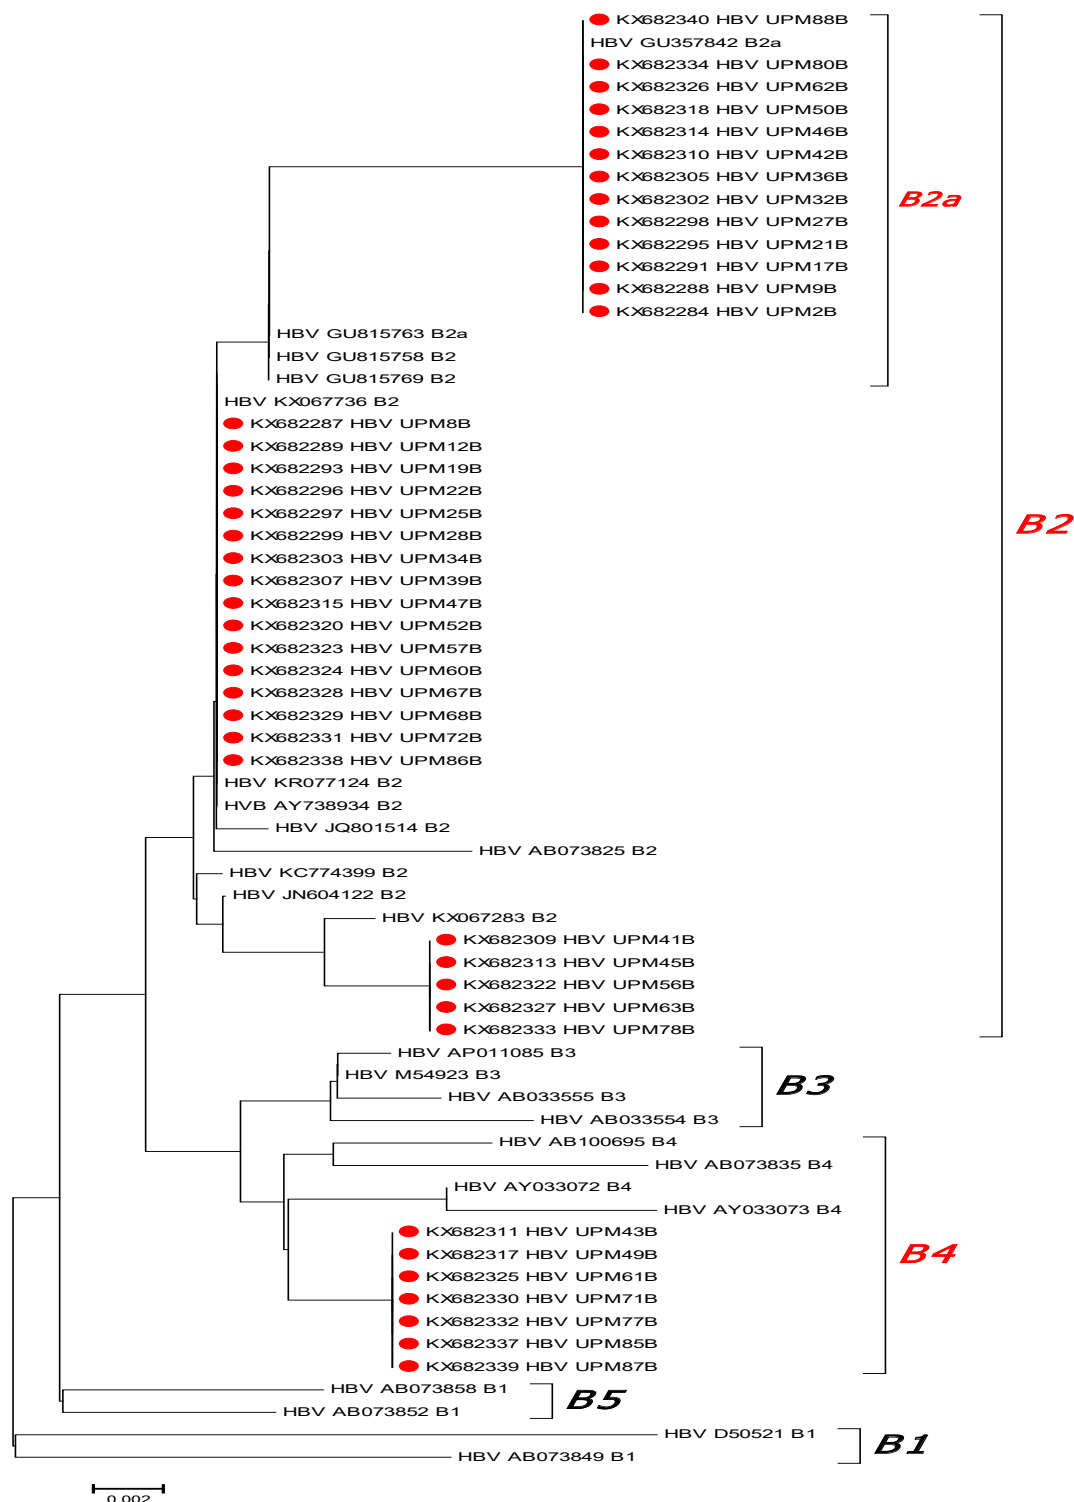 KX682340 HBV UPM88B
HBV GU357842 B2a
KX682334 HBV UPM80B
KX682326 HBV UPM62B
KX682318 HBV UPM50B
KX682314 HBV UPM46B
KX682310 HBV UPM42B
KX682305 HBV UPM36B
KX682302 HBV UPM32B
KX682298 HBV UPM27B
KX682295 HBV UPM21B
KX682291 HBV UPM17B
KX682288 HBV UPM9B
KX682284 HBV UPM2B
HBV GU815763 B2a
HBV GU815758 B2
HBV GU815769 B2
B2a
HBV KX067736 B2
KX682287 HBV UPM8B
KX682289 HBV UPM12B
KX682293 HBV UPM19B
KX682296 HBV UPM22B
KX682297 HBV UPM25B
KX682299 HBV UPM28B
KX682303 HBV UPM34B
KX682307 HBV UPM39B
KX682315 HBV UPM47B
KX682320 HBV UPM52B
KX682323 HBV UPM57B
KX682324 HBV UPM60B
KX682328 HBV UPM67B
KX682329 HBV UPM68B
KX682331 HBV UPM72B
KX682338 HBV UPM86B
HBV KR077124 B2
HVB AY738934 B2
HBV JQ801514 B2
HBV AB073825 B2
HBV KC774399 B2
HBV JN604122 B2
HBV KX067283 B2
KX682309 HBV UPM41B
KX682313 HBV UPM45B
KX682322 HBV UPM56B
KX682327 HBV UPM63B
KX682333 HBV UPM78B
B2
HBV AP011085 B3
HBV M54923 B3
HBV AB033555 B3
HBV AB033554 B3
B3
HBV AB100695 B4
HBV AB073835 B4
HBV AY033072 B4
HBV AY033073 B4
KX682311 HBV UPM43B
KX682317 HBV UPM49B
KX682325 HBV UPM61B
KX682330 HBV UPM71B
KX682332 HBV UPM77B
KX682337 HBV UPM85B
KX682339 HBV UPM87B
B4
HBV AB073858 B1
HBV AB073852 B1
B5
HBV D50521 B1
HBV AB073849 B1
B1
0.002